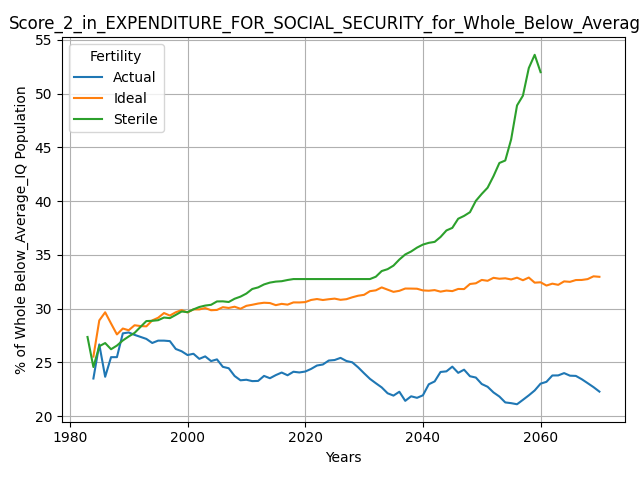 Score_2_in_EXPENDITURE_FOR_SOCIAL_SECURITY_for_Whole_Below_Averag
Fertility
Actual
Ideal
Sterile
% of Whole Below_Average_IQ Population
55
50
45
40
35
30
25
20
1980
2000
2020
2040
2060
Years